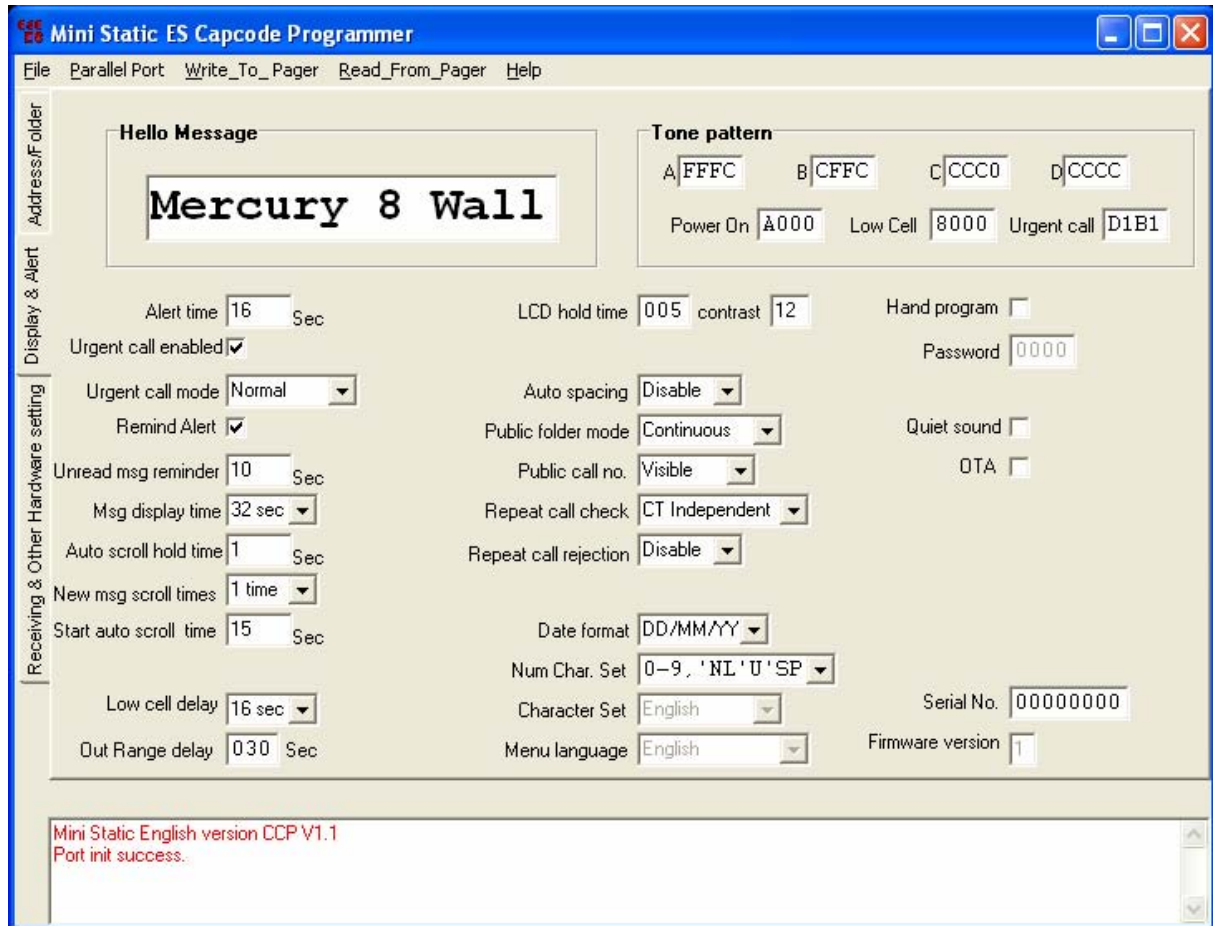 Mini Static ES Capcode Programmer
File Parallel Port Write_To_ Pager Read_From_Pager Help
Address/Folder
Display & Alert
Receiving & Other Hardware setting
Hello Message
Mercury 8 Wall
Tone pattern
A FFFC B CFFC C CCC0 D CCCC
Power On A000 Low Cell 8000 Urgent call D1B1
Alert time 16 Sec
Urgent call enabled
Urgent call mode Normal
Remind Alert
Unread msg reminder 10 Sec
Msg display time 32 sec
Auto scroll hold time 1 Sec
New msg scroll times 1 time
Start auto scroll time 15 Sec
Low cell delay 16 sec
Out Range delay 030 Sec
LCD hold time 005 contrast 12
Auto spacing Disable
Public folder mode Continuous
Public call no. Visible
Repeat call check CT Independent
Repeat call rejection Disable
Date format DD/MM/YY
Num Char. Set 0-9,'NL'U'SP
Character Set English
Menu language English
Hand program
Password 0000
Quiet sound
OTA
Serial No. 00000000
Firmware version 1
Mini Static English version CCP V1.1
Port init success.